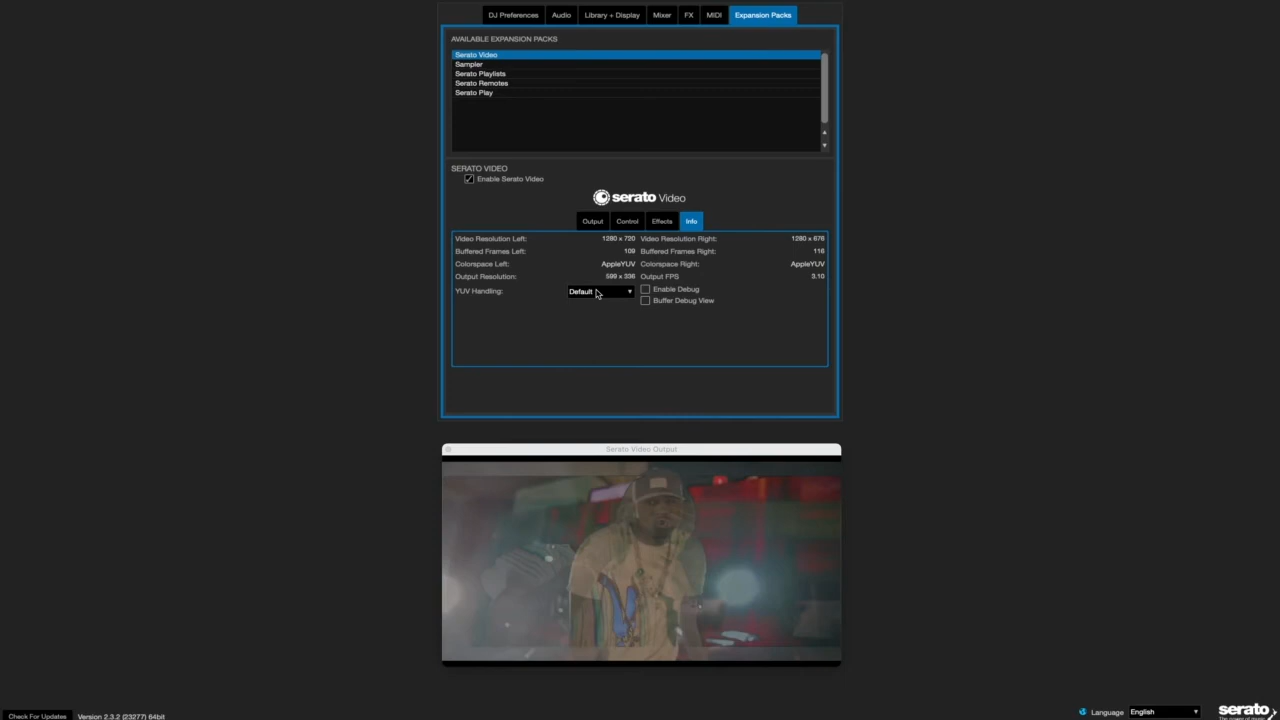 DJ Preferences Audio Library + Display Mixer FX MIDI Expansion Packs
AVAILABLE EXPANSION PACKS
Serato Video
Sampler
Serato Playlists
Serato Remotes
Serato Play
SERATO VIDEO
Enable Serato Video
serato Video
Output Control Effects Info
Video Resolution Left: 1280 x 720 Video Resolution Right: 1280 x 676
Buffered Frames Left: 109 Buffered Frames Right: 116
Colorspace Left: AppleYUV Colorspace Right: AppleYUV
Output Resolution: 599 x 336 Output FPS 3.10
YUV Handling: Default Enable Debug
Buffer Debug View
Serato Video Output
Check For Updates Version 2.3.2 (23277) 64bit Language English serato
The power of music